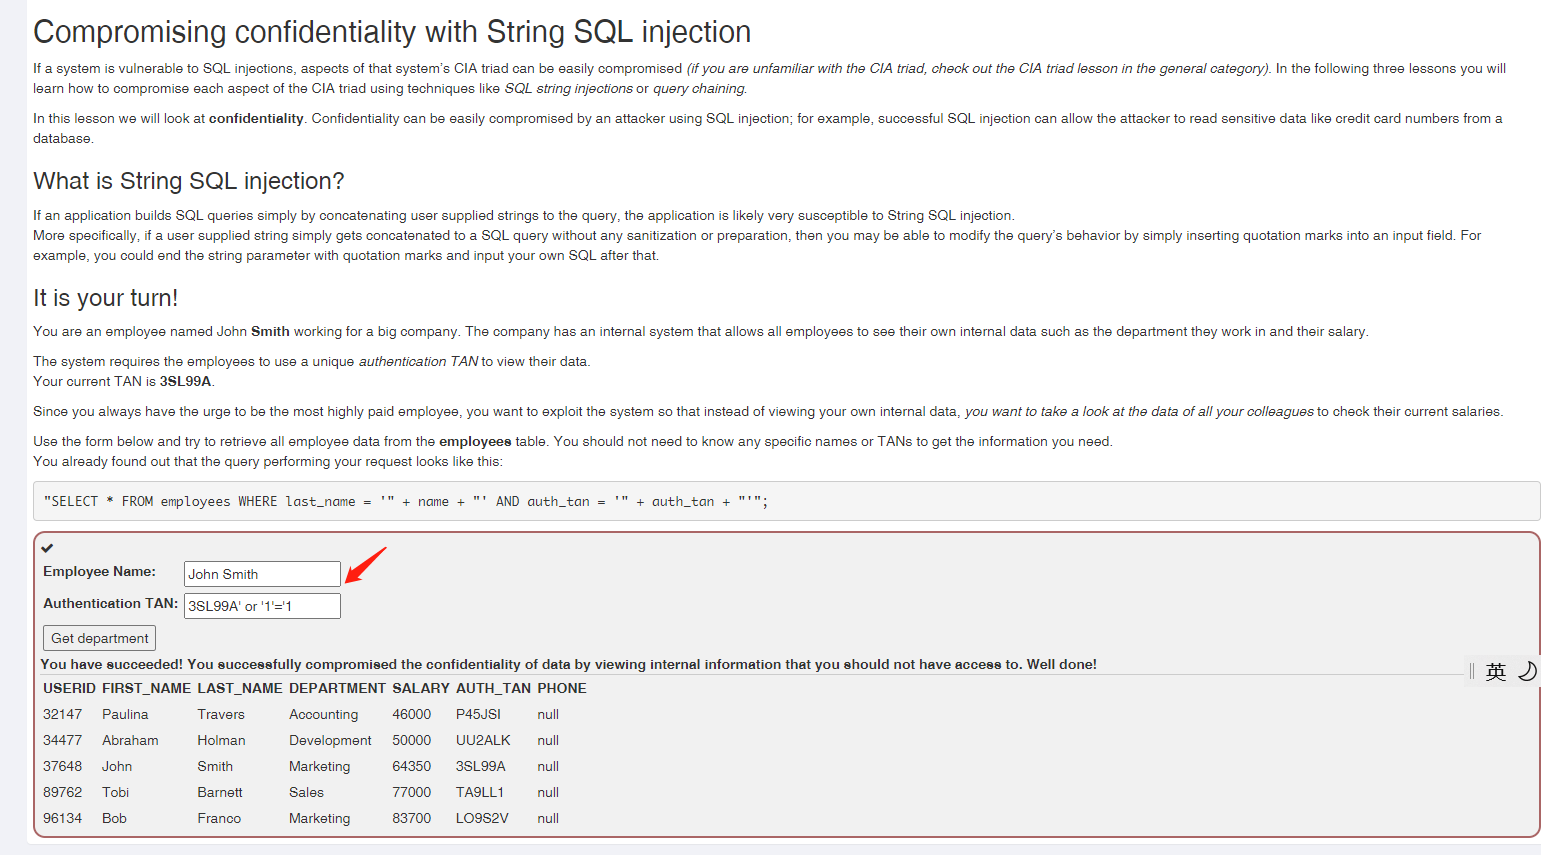 Compromising confidentiality with String SQL injection
If a system is vulnerable to SQL injections, aspects of that system's CIA triad can be easily compromised (if you are unfamiliar with the CIA triad, check out the CIA triad lesson in the general category). In the following three lessons you will
learn how to compromise each aspect of the CIA triad using techniques like SQL string injections or query chaining.
In this lesson we will look at confidentiality. Confidentiality can be easily compromised by an attacker using SQL injection; for example, successful SQL injection can allow the attacker to read sensitive data like credit card numbers from a
database.
What is String SQL injection?
If an application builds SQL queries simply by concatenating user supplied strings to the query, the application is likely very susceptible to String SQL injection.
More specifically, if a user supplied string simply gets concatenated to a SQL query without any sanitization or preparation, then you may be able to modify the query's behavior by simply inserting quotation marks into an input field. For
example, you could end the string parameter with quotation marks and input your own SQL after that.
It is your turn!
You are an employee named John Smith working for a big company. The company has an internal system that allows all employees to see their own internal data such as the department they work in and their salary.
The system requires the employees to use a unique authentication TAN to view their data.
Your current TAN is 3SL99A.
Since you always have the urge to be the most highly paid employee, you want to exploit the system so that instead of viewing your own internal data, you want to take a look at the data of all your colleagues to check their current salaries.
Use the form below and try to retrieve all employee data from the employees table. You should not need to know any specific names or TANs to get the information you need.
You already found out that the query performing your request looks like this:
"SELECT * FROM employees WHERE last_name = '" + name + "' AND auth_tan = '" + auth_tan + "'";
Employee Name: John Smith
Authentication TAN: 3SL99A' or '1'='1
Get department
You have succeeded! You successfully compromised the confidentiality of data by viewing internal information that you should not have access to. Well done!
英
USERID FIRST_NAME LAST_NAME DEPARTMENT SALARY AUTH_TAN PHONE
32147 Paulina Travers Accounting 46000 P45JSI null
34477 Abraham Holman Development 50000 UU2ALK null
37648 John Smith Marketing 64350 3SL99A null
89762 Tobi Barnett Sales 77000 TA9LL1 null
96134 Bob Franco Marketing 83700 LO9S2V null